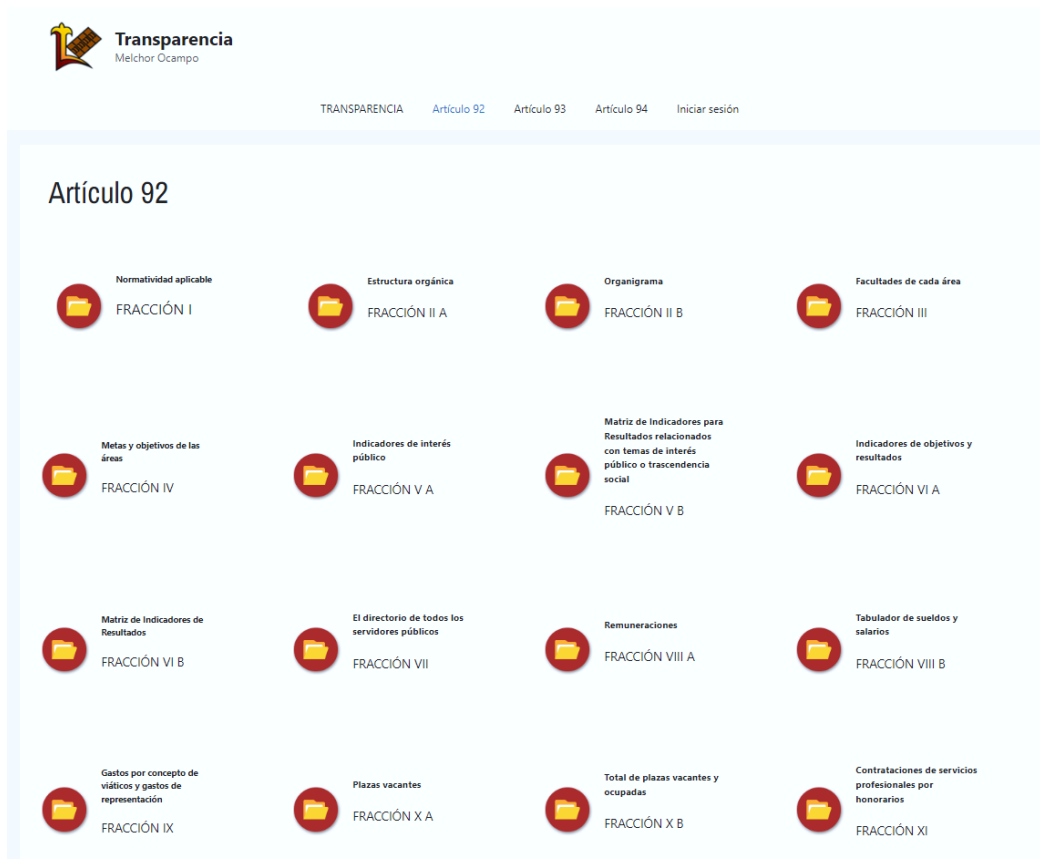 Transparencia
Melchor Ocampo
TRANSPARENCIA Artículo 92 Artículo 93 Artículo 94 Iniciar sesión
Artículo 92
Normatividad aplicable
FRACCIÓN I
Estructura orgánica
FRACCIÓN II A
Organigrama
FRACCIÓN II B
Facultades de cada área
FRACCIÓN III
Metas y objetivos de las
áreas
FRACCIÓN IV
Indicadores de interés
público
FRACCIÓN V A
Matriz de Indicadores para
Resultados relacionados
con temas de interés
público o trascendencia
social
FRACCIÓN V B
Indicadores de objetivos y
resultados
FRACCIÓN VI A
Matriz de Indicadores de
Resultados
FRACCIÓN VI B
El directorio de todos los
servidores públicos
FRACCIÓN VII
Remuneraciones
FRACCIÓN VIII A
Tabulador de sueldos y
salarios
FRACCIÓN VIII B
Gastos por concepto de
viáticos y gastos de
representación
FRACCIÓN IX
Plazas vacantes
FRACCIÓN X A
Total de plazas vacantes y
ocupadas
FRACCIÓN X B
Contrataciones de servicios
profesionales por
honorarios
FRACCIÓN XI